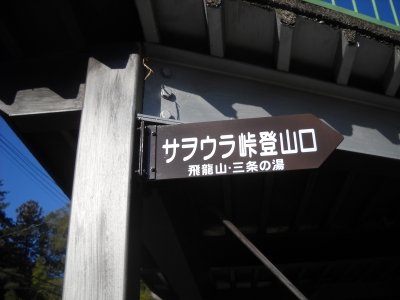 サヲウラ峠登山口
飛龍山・三条の湯